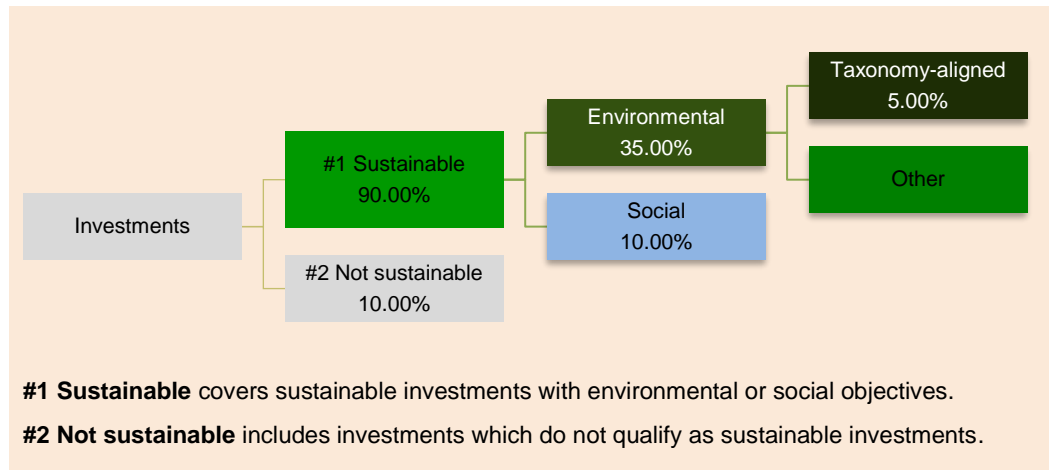 Taxonomy-aligned
5.00%
Environmental
35.00%
#1 Sustainable
90.00%
Other
Social
10.00%
Investments
#2 Not sustainable
10.00%
#1 Sustainable covers sustainable investments with environmental or social objectives.
#2 Not sustainable includes investments which do not qualify as sustainable investments.